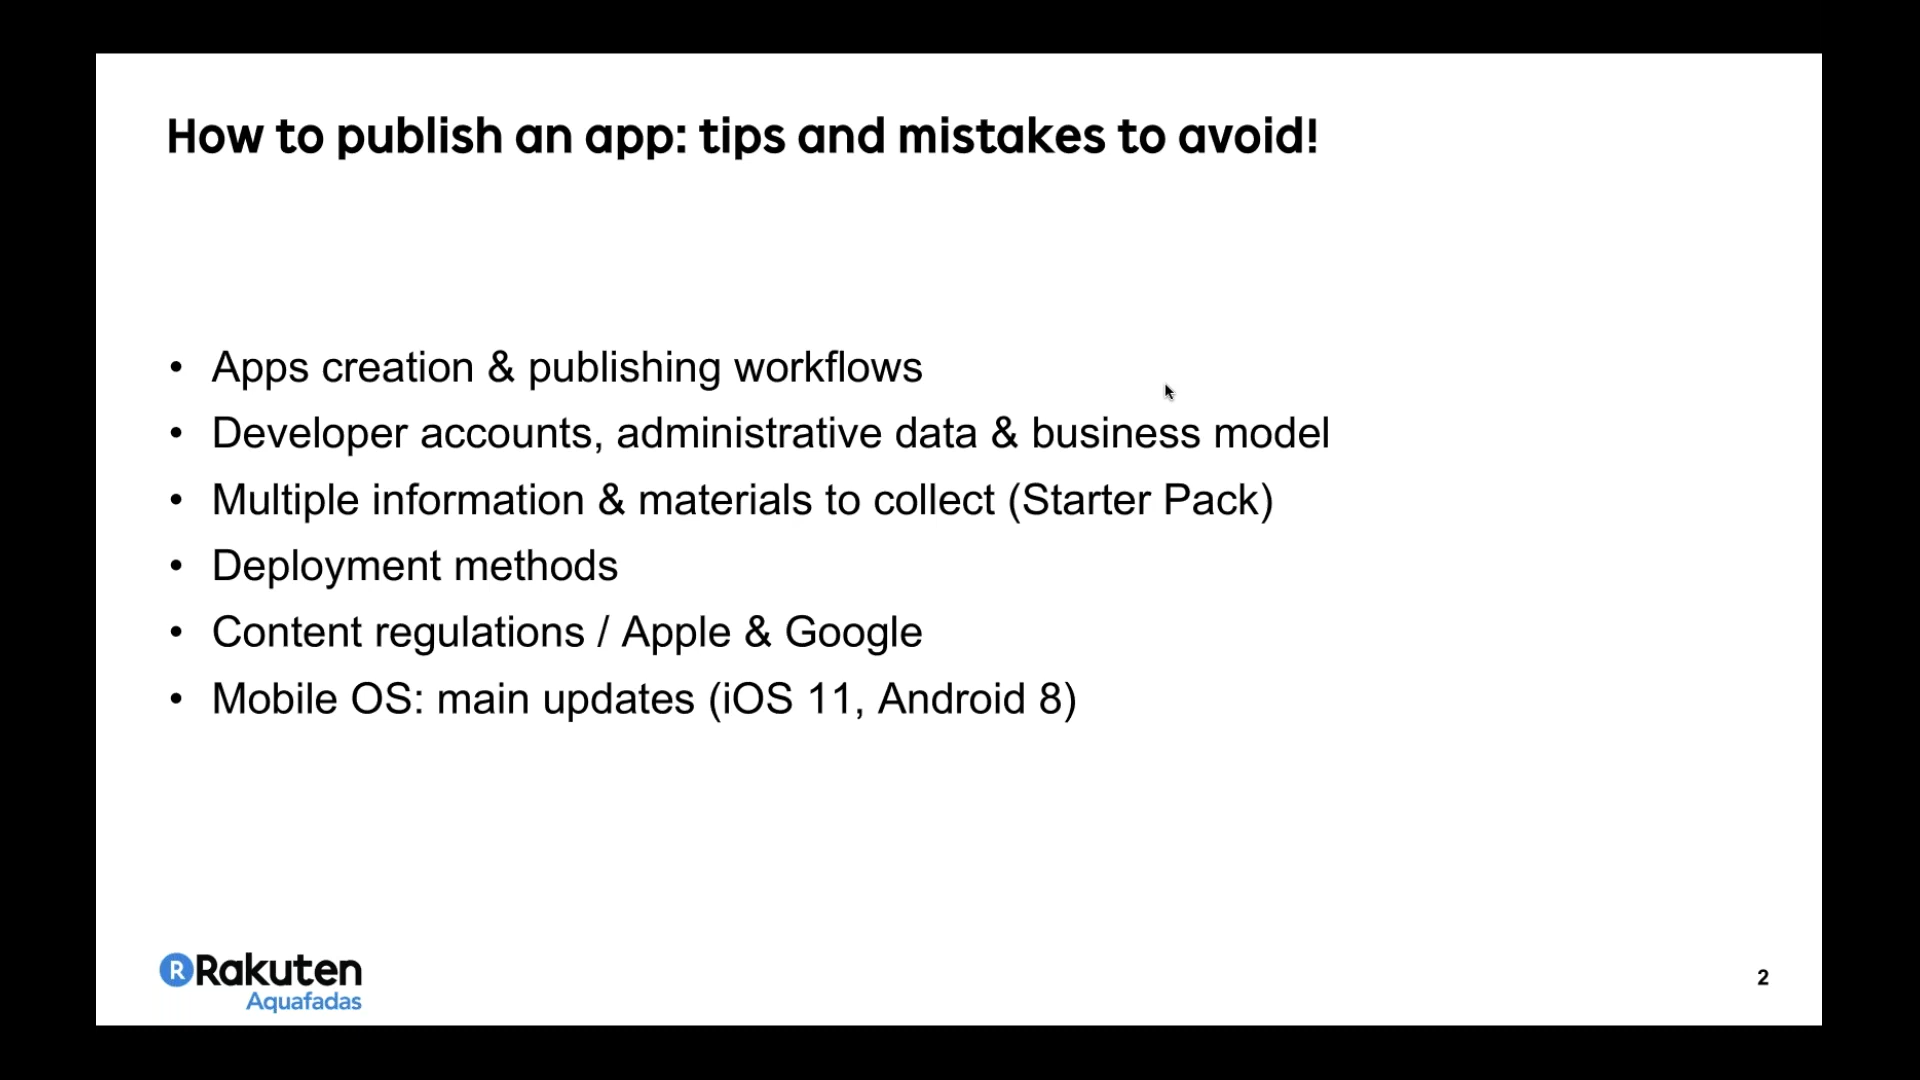 How to publish an app: tips and mistakes to avoid!
• Apps creation & publishing workflows
• Developer accounts, administrative data & business model
• Multiple information & materials to collect (Starter Pack)
• Deployment methods
• Content regulations / Apple & Google
• Mobile OS: main updates (iOS 11, Android 8)
R Rakuten
Aquafadas
2